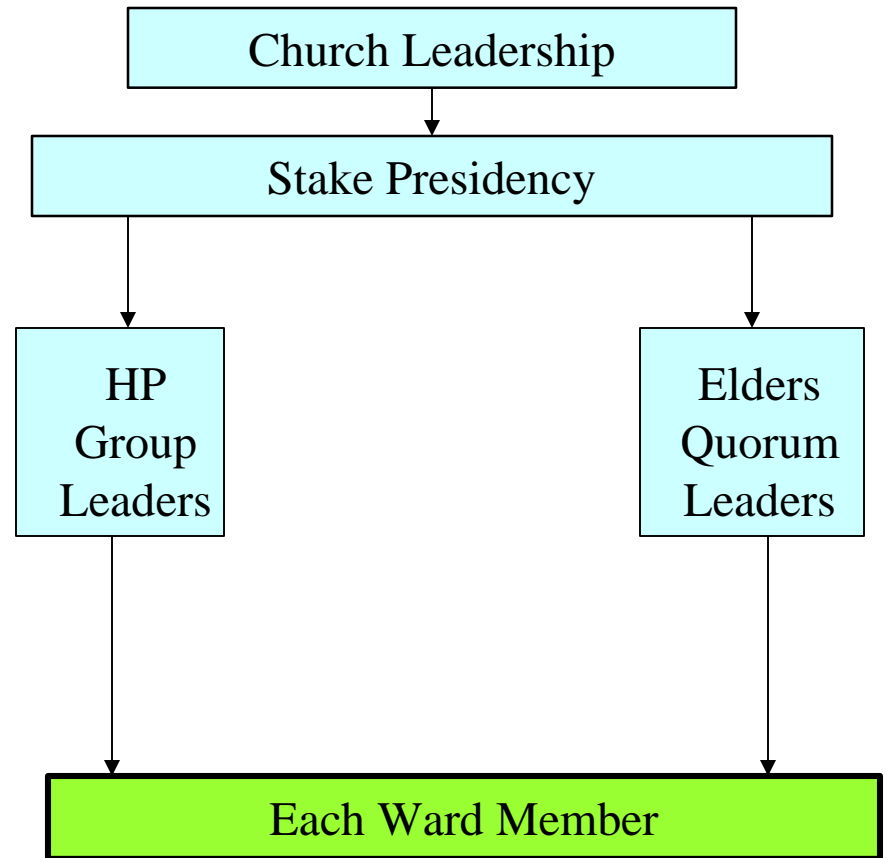 Church Leadership
Stake Presidency
HP
Group
Leaders
Elders
Quorum
Leaders
Each Ward Member